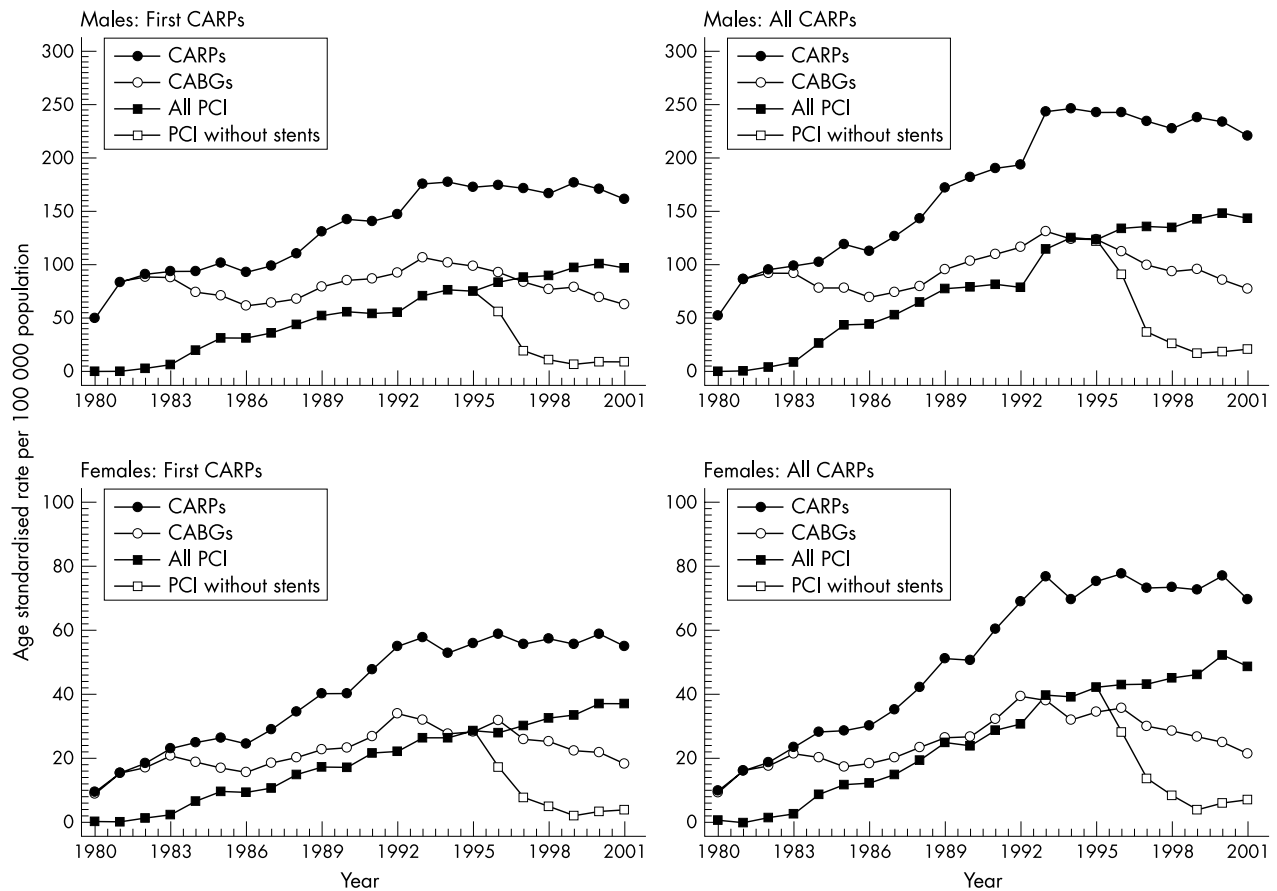 Males: First CARPs
CARPs
CABGs
All PCI
PCI without stents
300
250
200
150
100
50
0
1980 1983 1986 1989 1992 1995 1998 2001
Males: All CARPs
CARPs
CABGs
All PCI
PCI without stents
300
250
200
150
100
50
0
1980 1983 1986 1989 1992 1995 1998 2001
Age standardised rate per 100 000 population
Females: First CARPs
CARPs
CABGs
All PCI
PCI without stents
100
80
60
40
20
0
1980 1983 1986 1989 1992 1995 1998 2001
Year
Females: All CARPs
CARPs
CABGs
All PCI
PCI without stents
100
80
60
40
20
0
1980 1983 1986 1989 1992 1995 1998 2001
Year